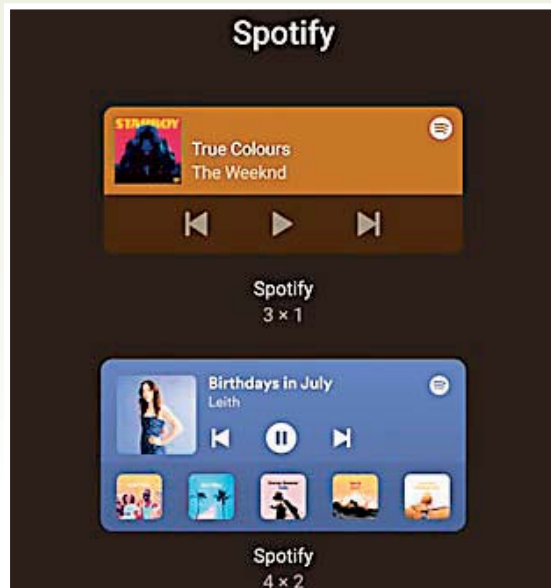 Spotify
STARBOY
True Colours
The Weeknd
Spotify
3 × 1
Birthdays in July
Leith
Spotify
4 × 2